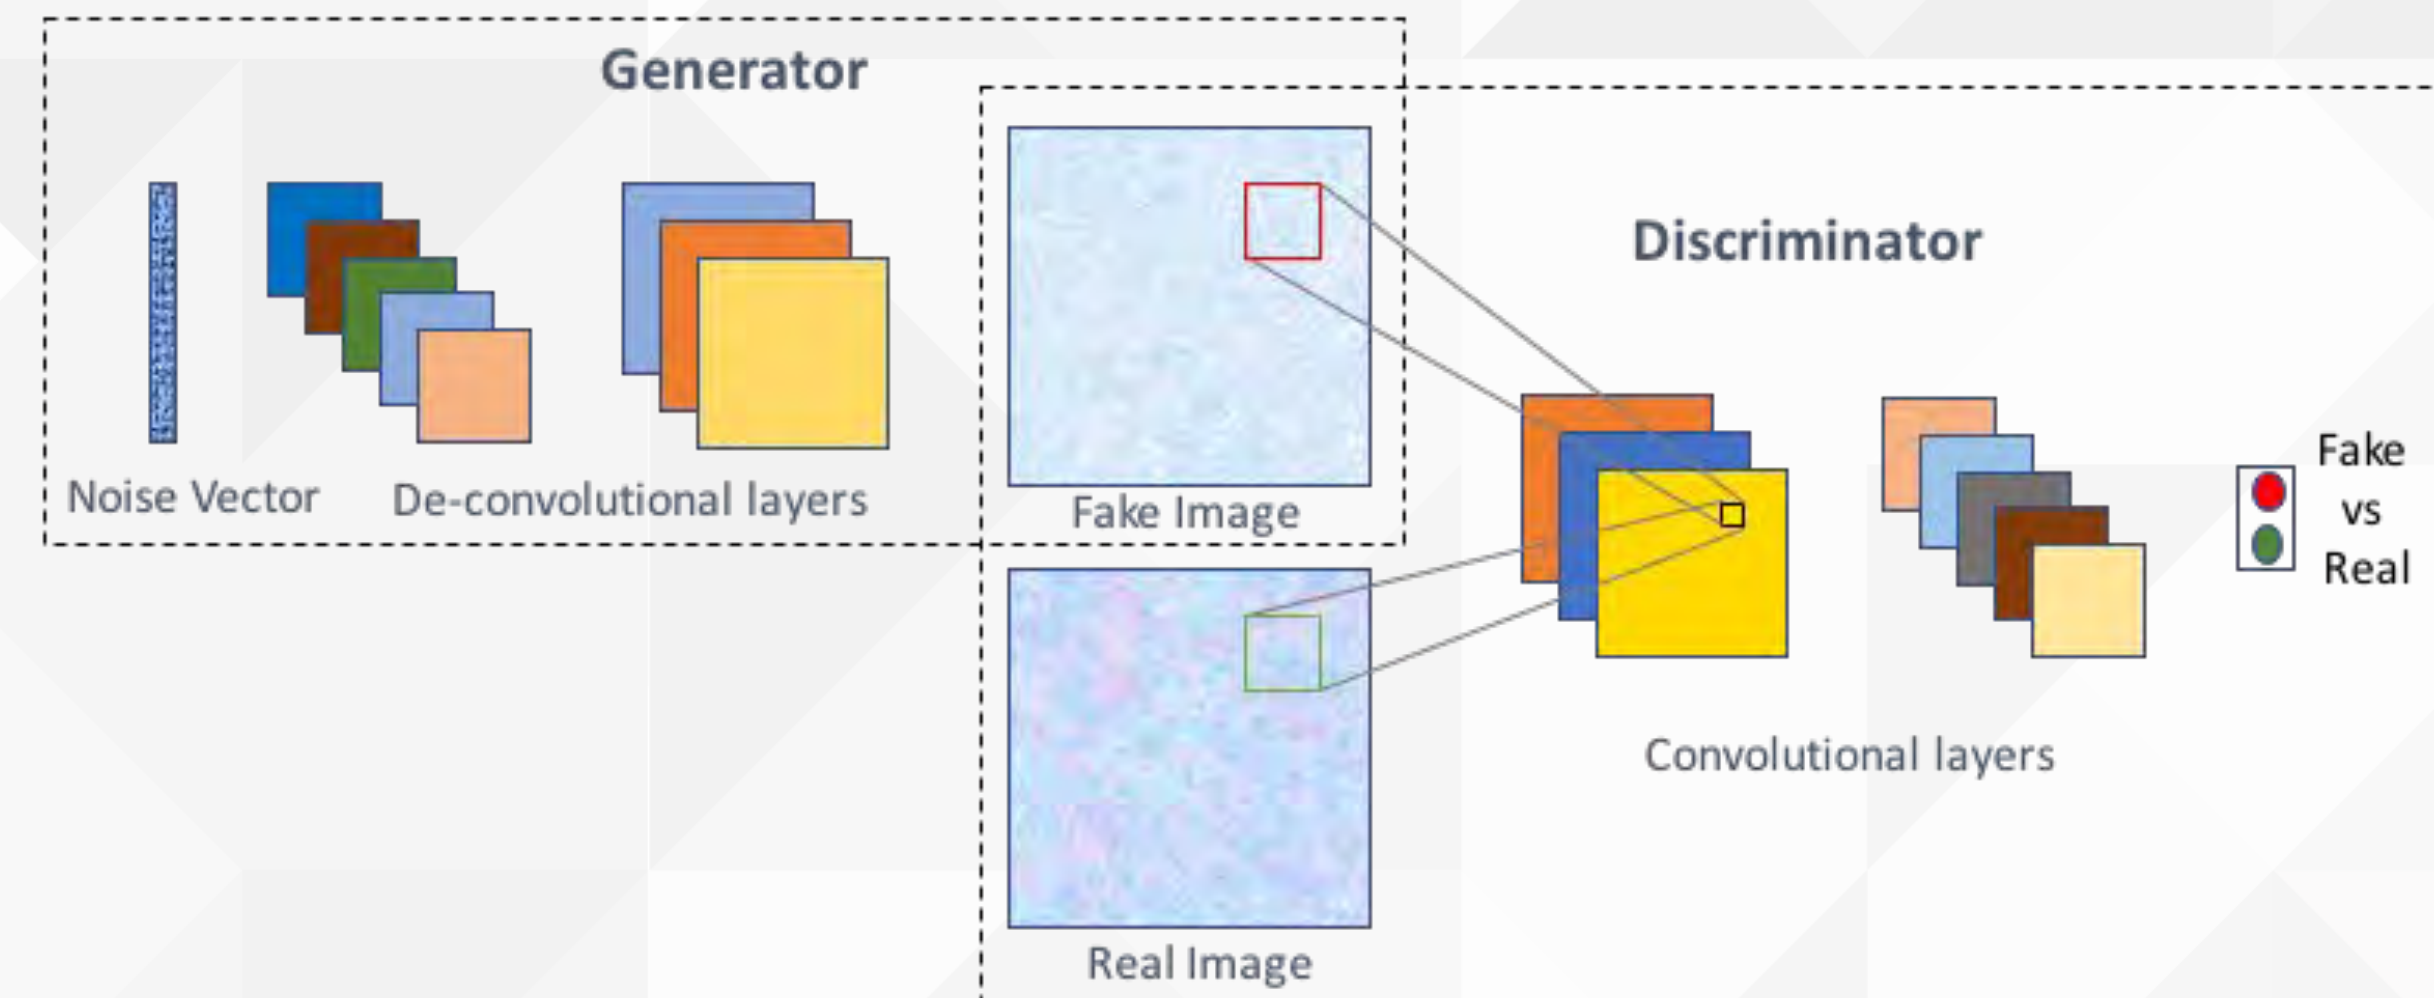 Generator
Discriminator
Noise Vector
De-convolutional layers
Fake Image
Fake
vs
Real
Convolutional layers
Real Image